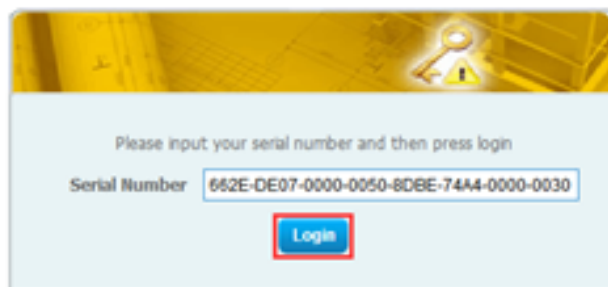 Please input your serial number and then press login
Serial Number 662E-DE07-0000-0050-8DBE-74A4-0000-0030
Login